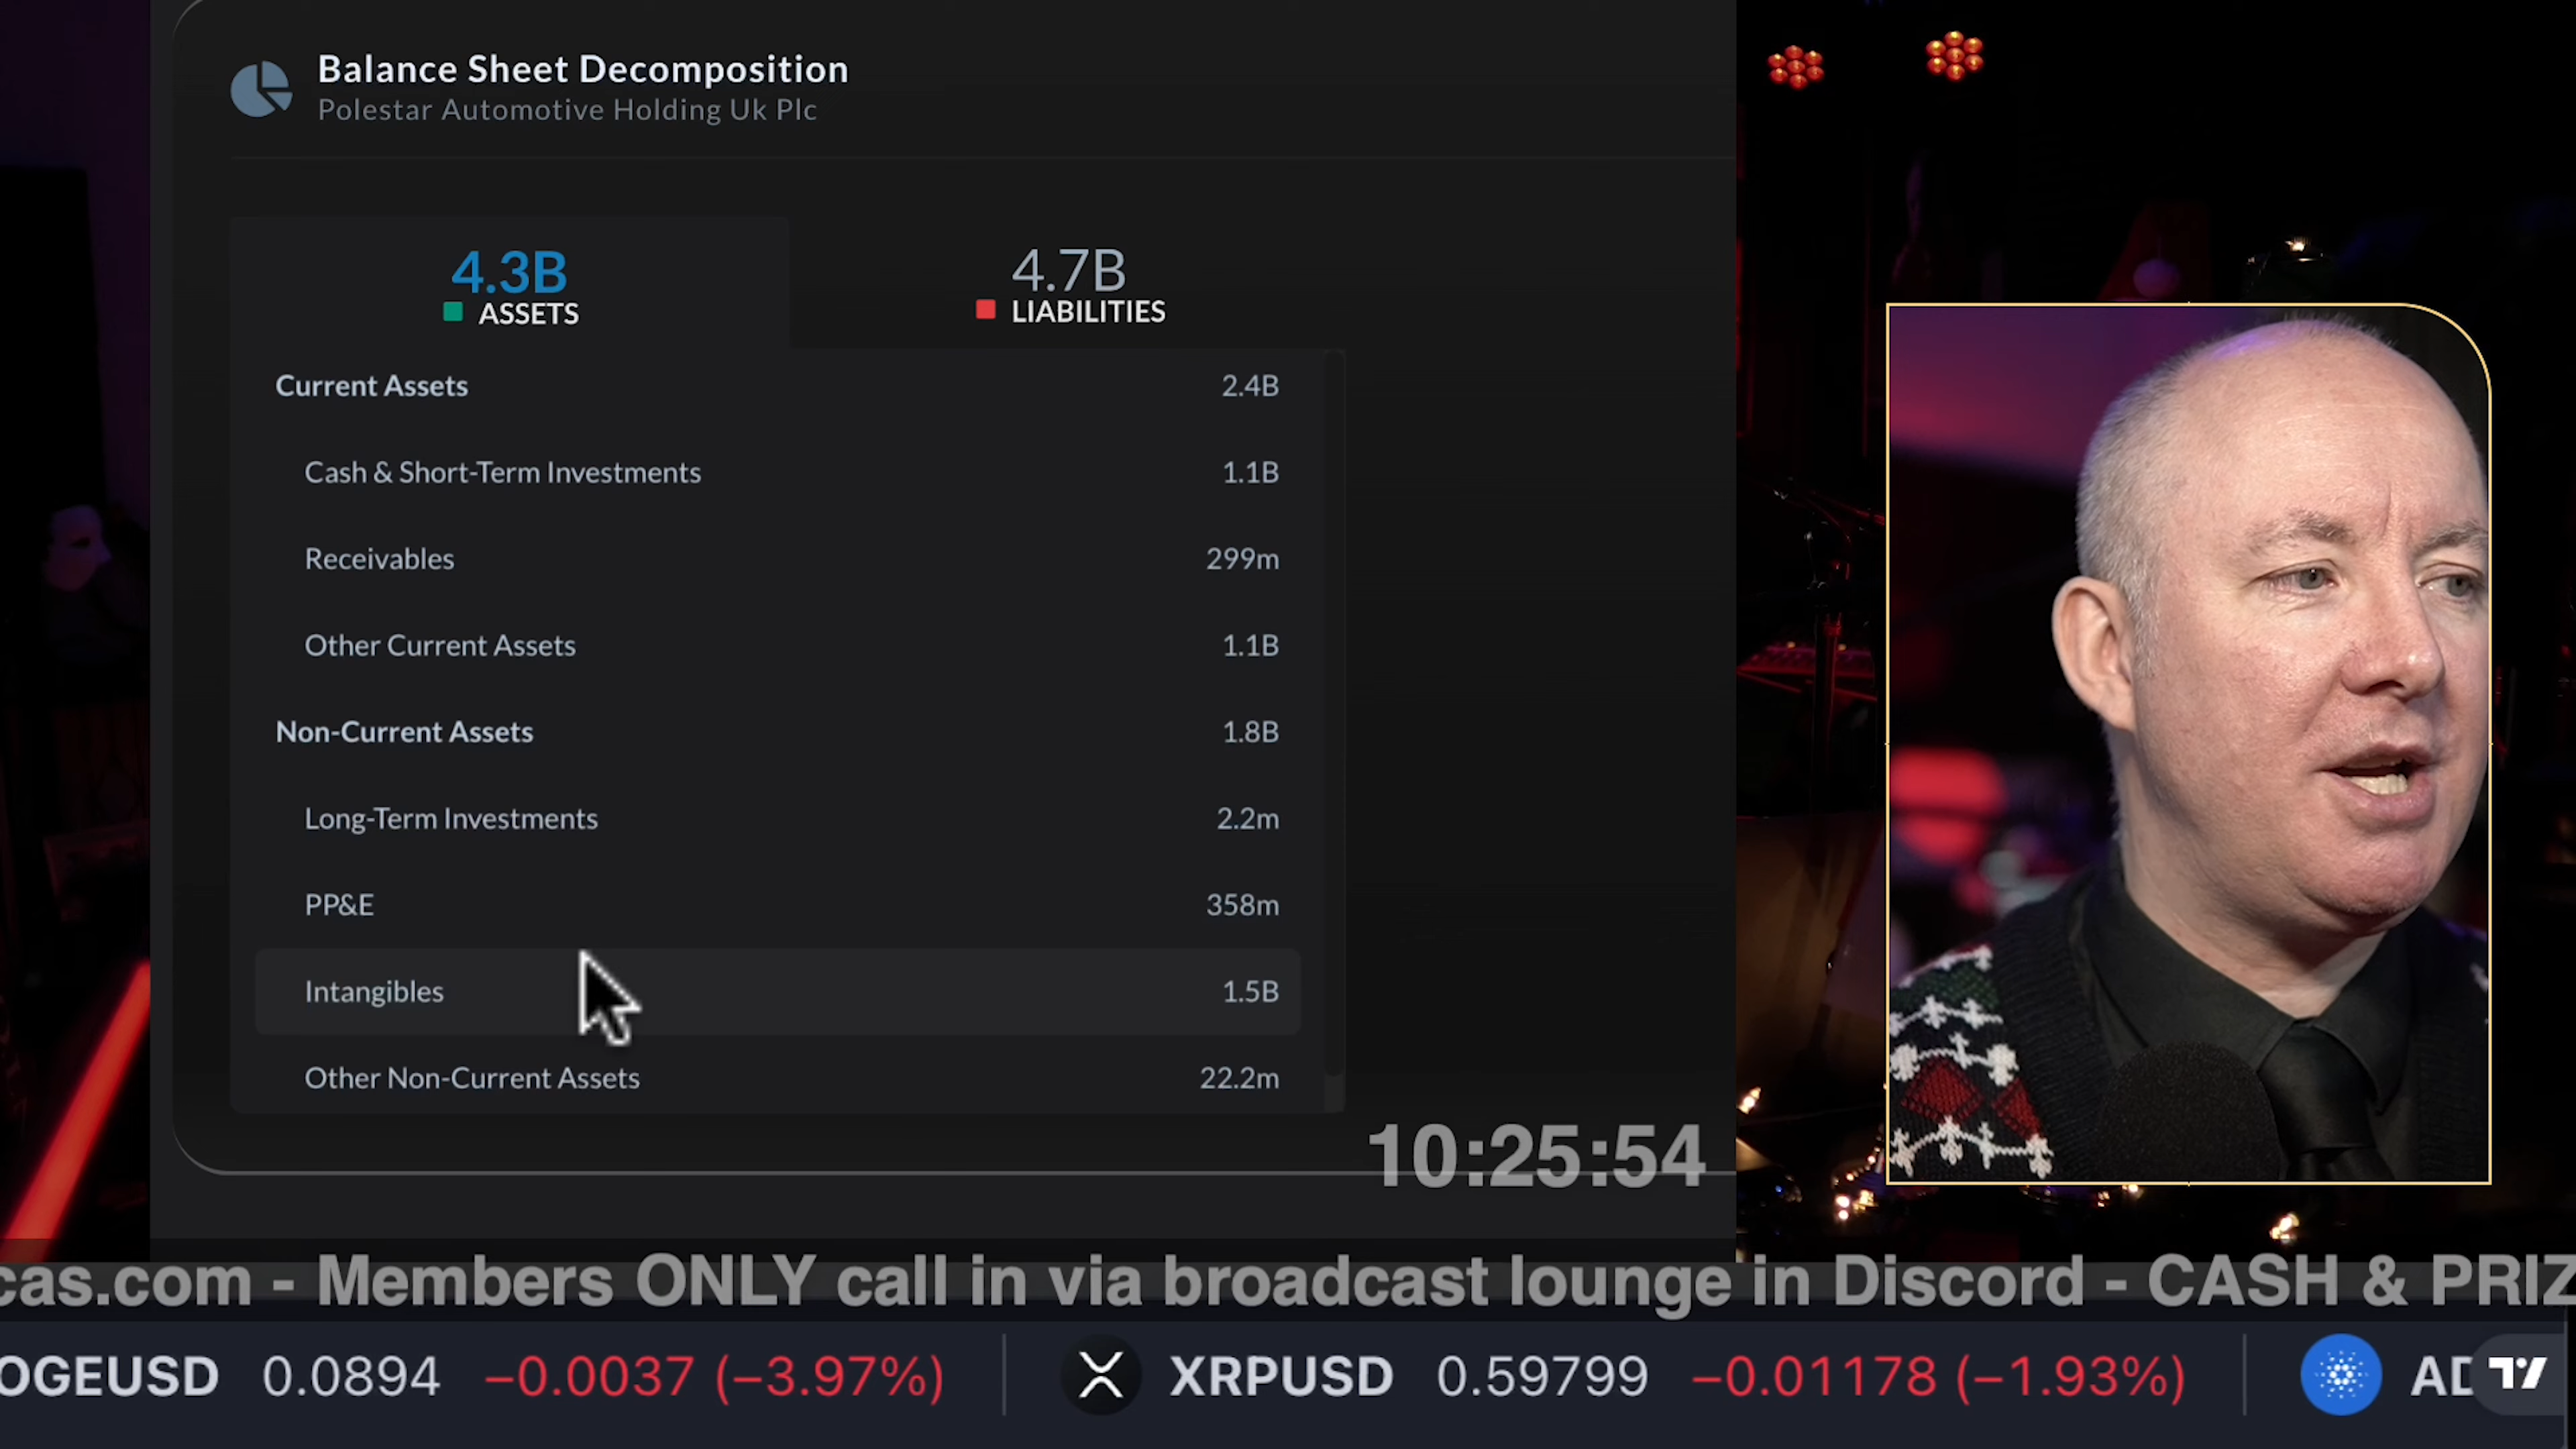 Balance Sheet Decomposition
Polestar Automotive Holding Uk Plc
4.3B
ASSETS
4.7B
LIABILITIES
Current Assets 2.4B
Cash & Short-Term Investments 1.1B
Receivables 299m
Other Current Assets 1.1B
Non-Current Assets 1.8B
Long-Term Investments 2.2m
PP&E 358m
Intangibles 1.5B
Other Non-Current Assets 22.2m
10:25:54
cas.com - Members ONLY call in via broadcast lounge in Discord - CASH & PRIZ
OGEUSD 0.0894 −0.0037 (−3.97%) XRPUSD 0.59799 −0.01178 (−1.93%) AD